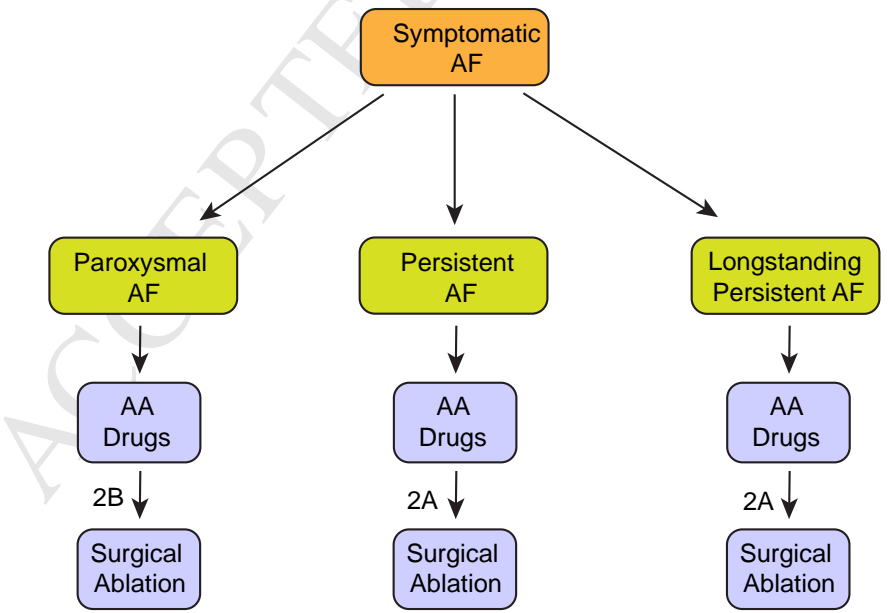 Symptomatic
AF
Paroxysmal
AF
Persistent
AF
Longstanding
Persistent AF
AA
Drugs
AA
Drugs
AA
Drugs
2B
2A
2A
Surgical
Ablation
Surgical
Ablation
Surgical
Ablation
ACCEPTE